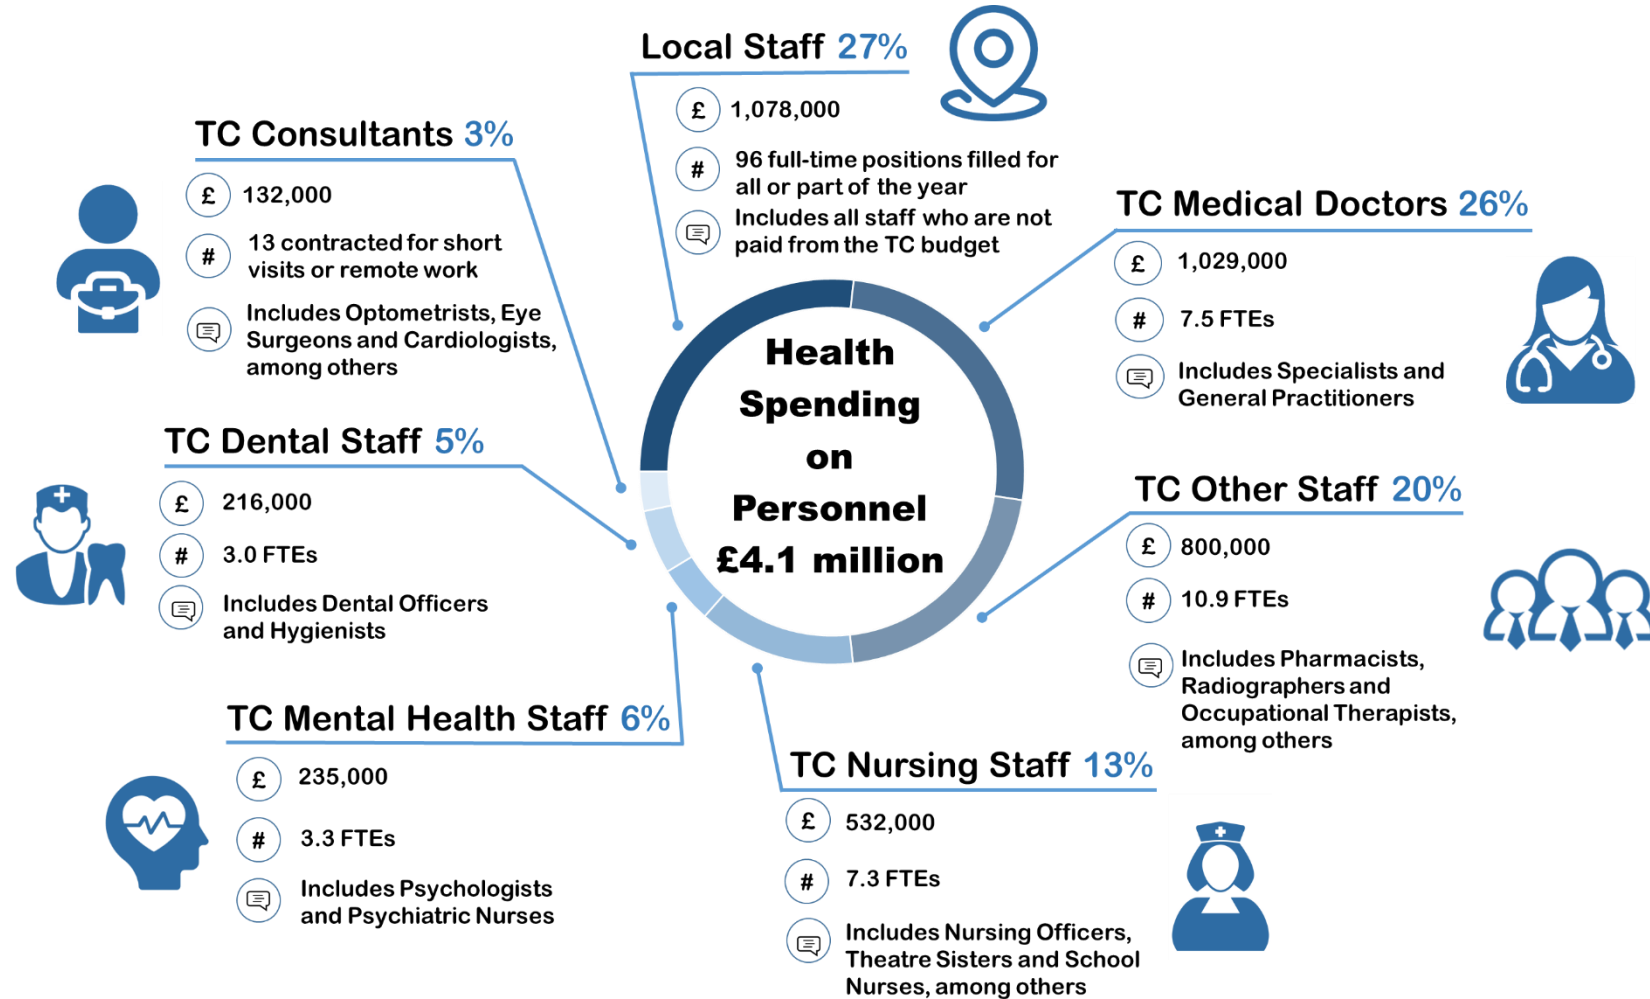 Local Staff 27%
£ 1,078,000
# 96 full-time positions filled for
all or part of the year
Includes all staff who are not
paid from the TC budget
TC Consultants 3%
£ 132,000
# 13 contracted for short
visits or remote work
Includes Optometrists, Eye
Surgeons and Cardiologists,
among others
TC Medical Doctors 26%
£ 1,029,000
# 7.5 FTEs
Includes Specialists and
General Practitioners
Health
Spending
on
Personnel
£4.1 million
TC Dental Staff 5%
£ 216,000
# 3.0 FTEs
Includes Dental Officers
and Hygienists
TC Other Staff 20%
£ 800,000
# 10.9 FTEs
Includes Pharmacists,
Radiographers and
Occupational Therapists,
among others
TC Mental Health Staff 6%
£ 235,000
# 3.3 FTEs
Includes Psychologists
and Psychiatric Nurses
TC Nursing Staff 13%
£ 532,000
# 7.3 FTEs
Includes Nursing Officers,
Theatre Sisters and School
Nurses, among others